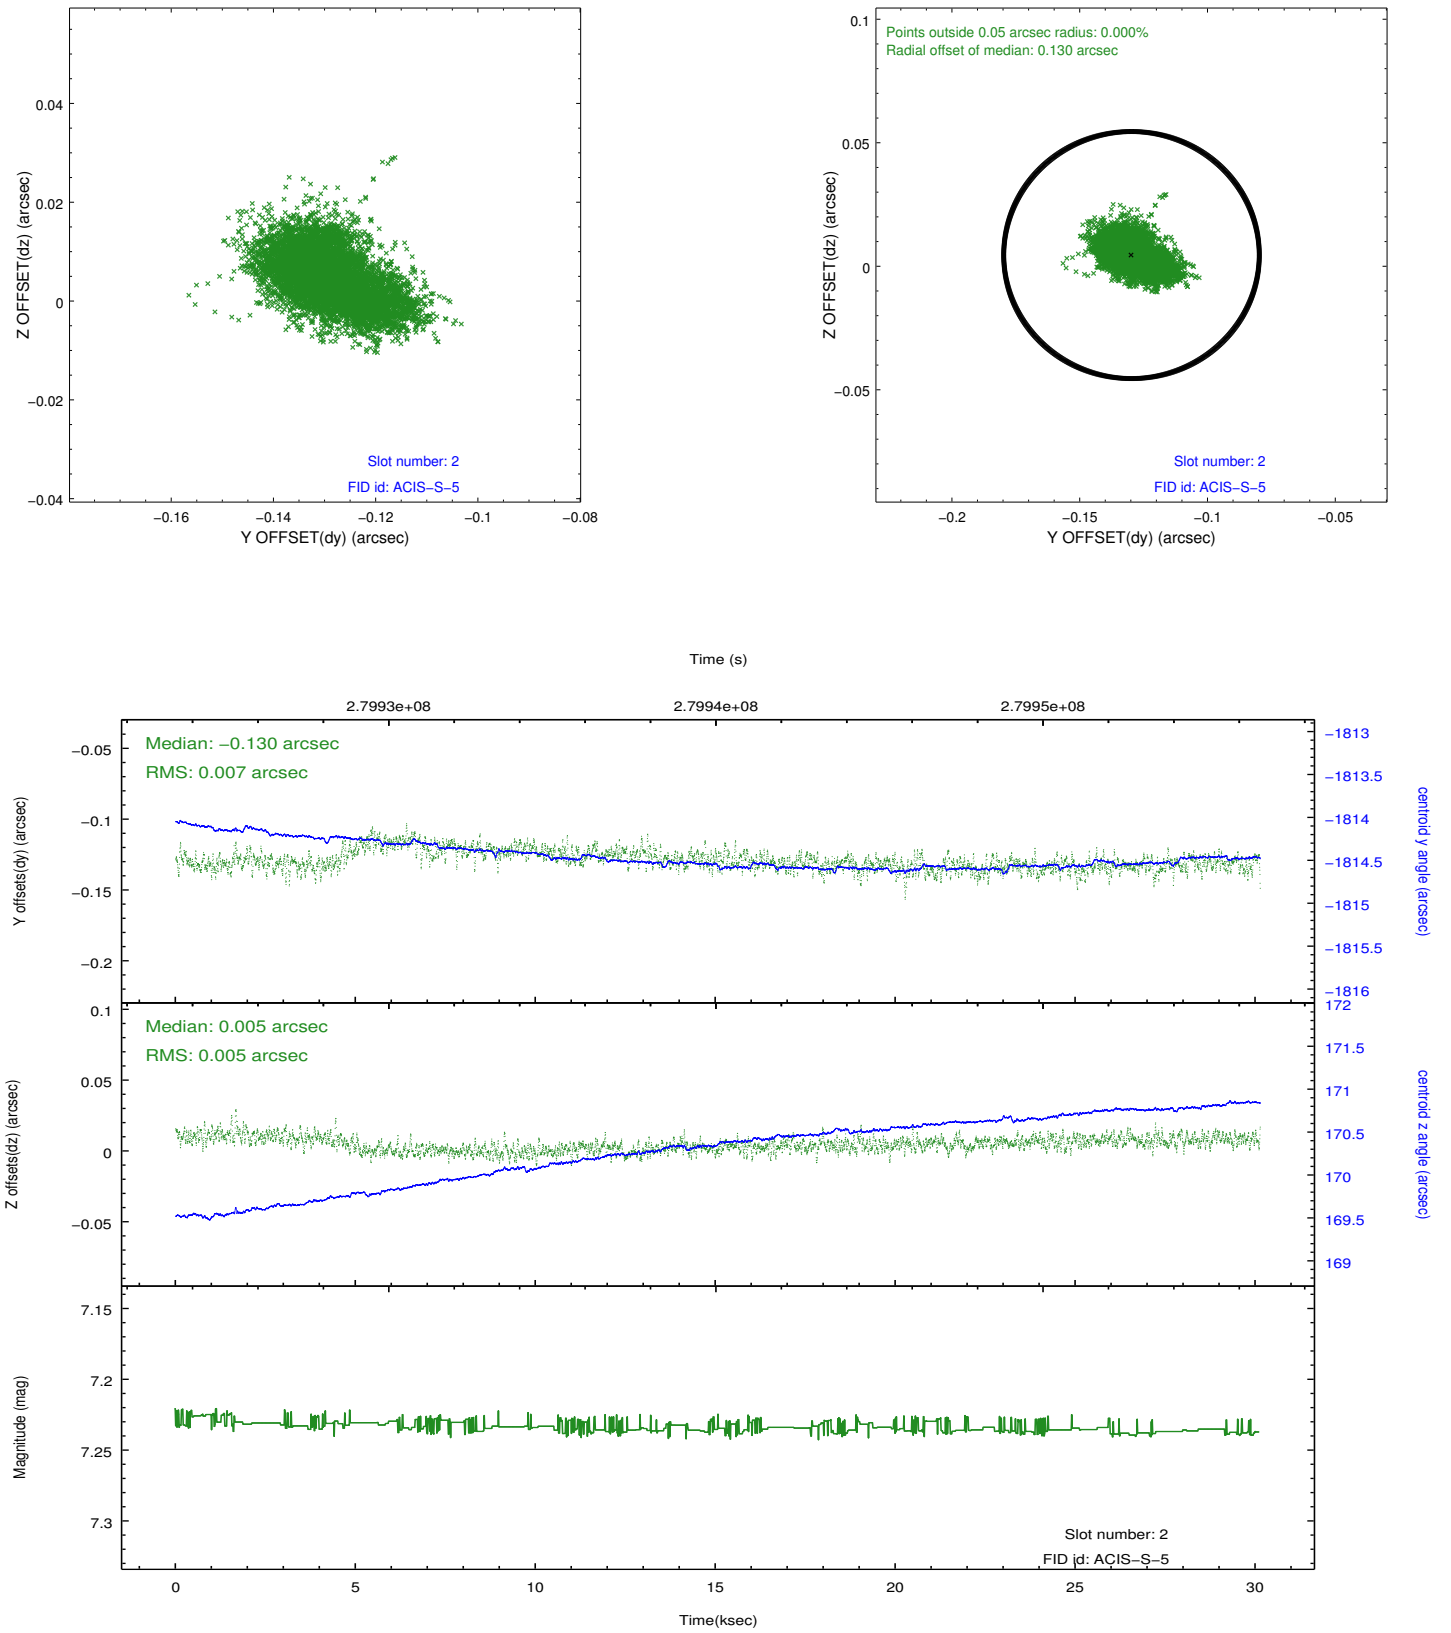 0.04
0.02
0
−0.02
−0.04
Z OFFSET(dz) (arcsec)
Slot number: 2
FID id: ACIS−S−5
−0.16
−0.14
−0.12
−0.1
−0.08
Y OFFSET(dy) (arcsec)
Points outside 0.05 arcsec radius: 0.000%
Radial offset of median: 0.130 arcsec
0.1
0.05
0
−0.05
Z OFFSET(dz) (arcsec)
Slot number: 2
FID id: ACIS−S−5
−0.2
−0.15
−0.1
−0.05
Y OFFSET(dy) (arcsec)
Time (s)
2.7993e+08
2.7994e+08
2.7995e+08
Median: −0.130 arcsec
RMS: 0.007 arcsec
−0.05
−0.1
−0.15
−0.2
Y offsets(dy) (arcsec)
−1813
−1813.5
−1814
−1814.5
−1815
−1815.5
−1816
centroid y angle (arcsec)
Median: 0.005 arcsec
RMS: 0.005 arcsec
0.1
0.05
0
−0.05
Z offsets(dz) (arcsec)
172
171.5
171
170.5
170
169.5
169
centroid z angle (arcsec)
7.15
7.2
7.25
7.3
Magnitude (mag)
Slot number: 2
FID id: ACIS−S−5
0
5
10
15
20
25
30
Time(ksec)